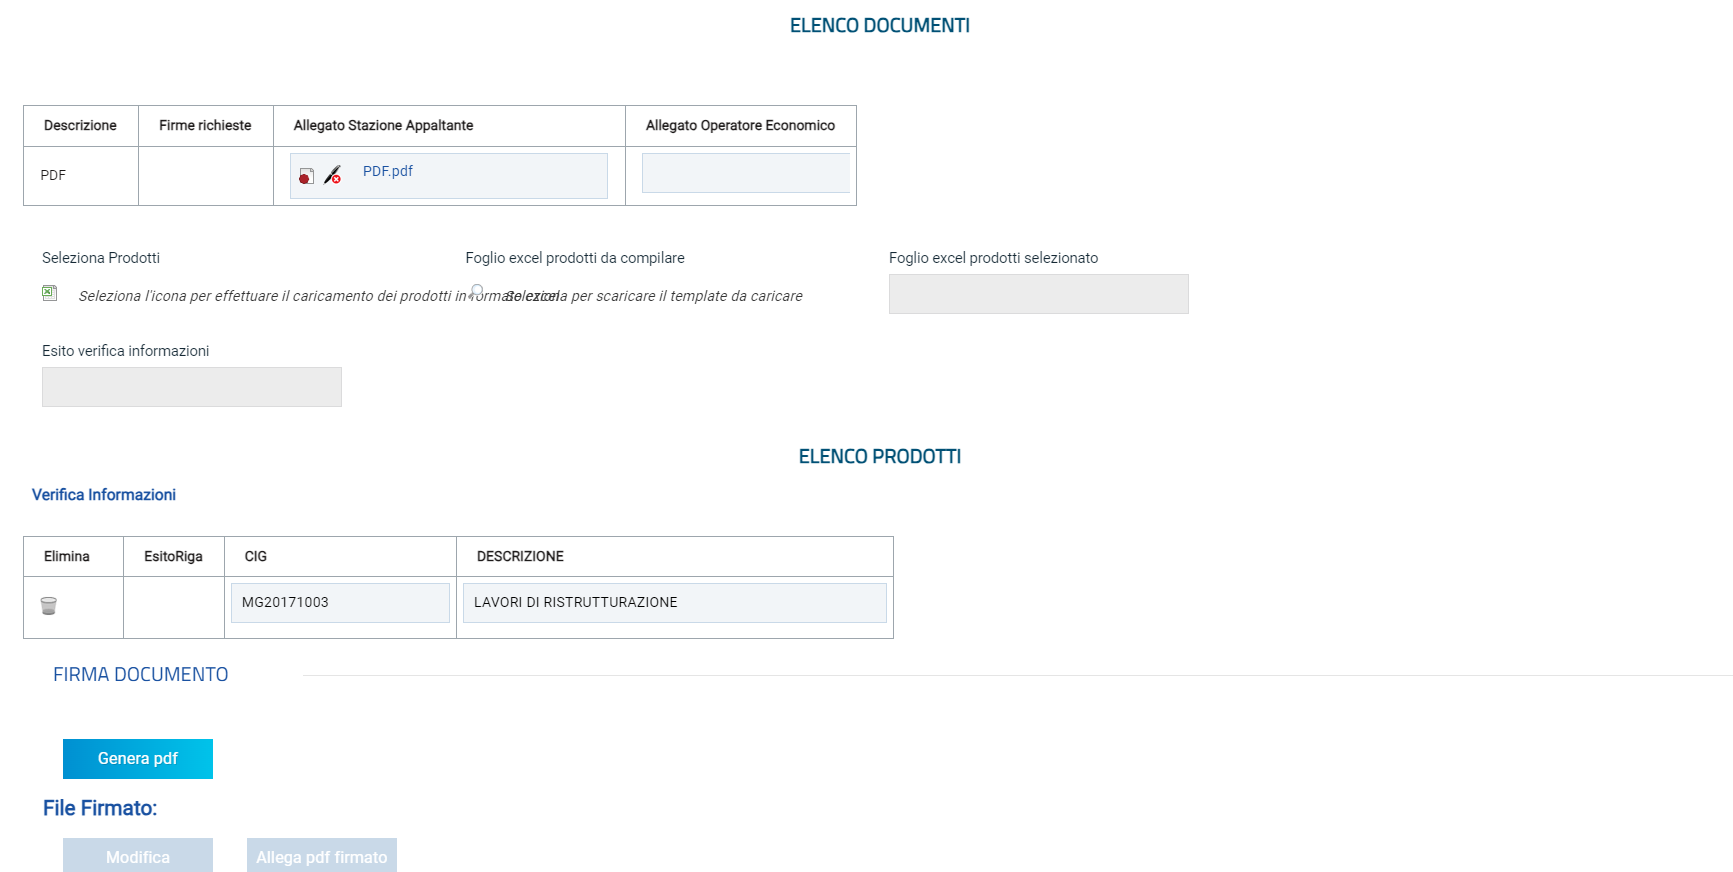 ELENCO DOCUMENTI
Descrizione Firme richieste Allegato Stazione Appaltante Allegato Operatore Economico
PDF PDF.pdf
Seleziona Prodotti Foglio excel prodotti da compilare Foglio excel prodotti selezionato
Seleziona l'icona per effettuare il caricamento dei prodotti in formato excel Seleziona per scaricare il template da caricare
Esito verifica informazioni
ELENCO PRODOTTI
Verifica Informazioni
Elimina EsitoRiga CIG DESCRIZIONE
MG20171003 LAVORI DI RISTRUTTURAZIONE
FIRMA DOCUMENTO
Genera pdf
File Firmato:
Modifica Allega pdf firmato